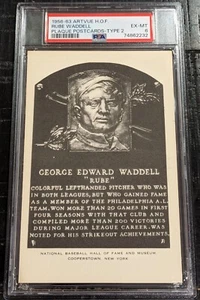 1956-63 ARTVUE H.O.F.
RUBE WADDELL
PLAQUE POSTCARDS-TYPE 2
EX-MT
6
PSA
74662232
GEORGE EDWARD WADDELL
"RUBE"
COLORFUL LEFTHANDED PITCHER WHO WAS
IN BOTH LEAGUES, BUT WHO GAINED FAME
AS A MEMBER OF THE PHILADELPHIA A.L.
TEAM. WON MORE THAN 20 GAMES IN FIRST
FOUR SEASONS WITH THAT CLUB AND
COMPILED MORE THAN 200 VICTORIES
DURING MAJOR LEAGUE CAREER. WAS
NOTED FOR HIS STRIKEOUT ACHIEVEMENTS.
NATIONAL BASEBALL HALL OF FAME AND MUSEUM
COOPERSTOWN, NEW YORK